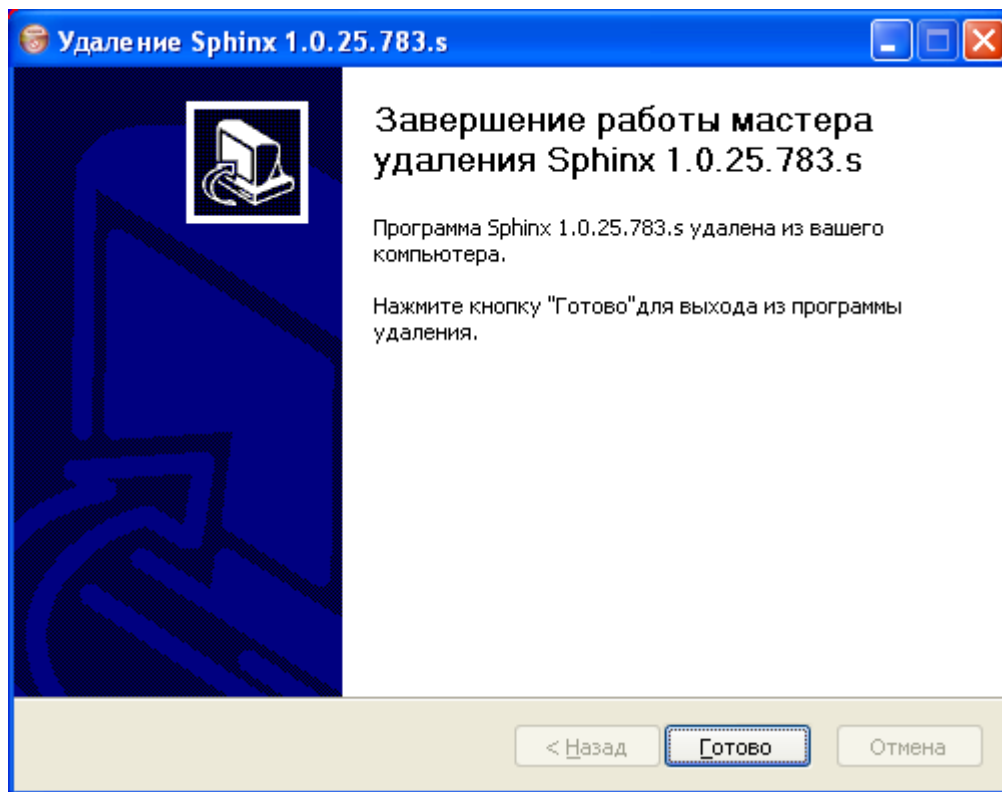 Удаление Sphinx 1.0.25.783.s
Завершение работы мастера
удаления Sphinx 1.0.25.783.s
Программа Sphinx 1.0.25.783.s удалена из вашего
компьютера.
Нажмите кнопку "Готово"для выхода из программы
удаления.
< Назад
Готово
Отмена